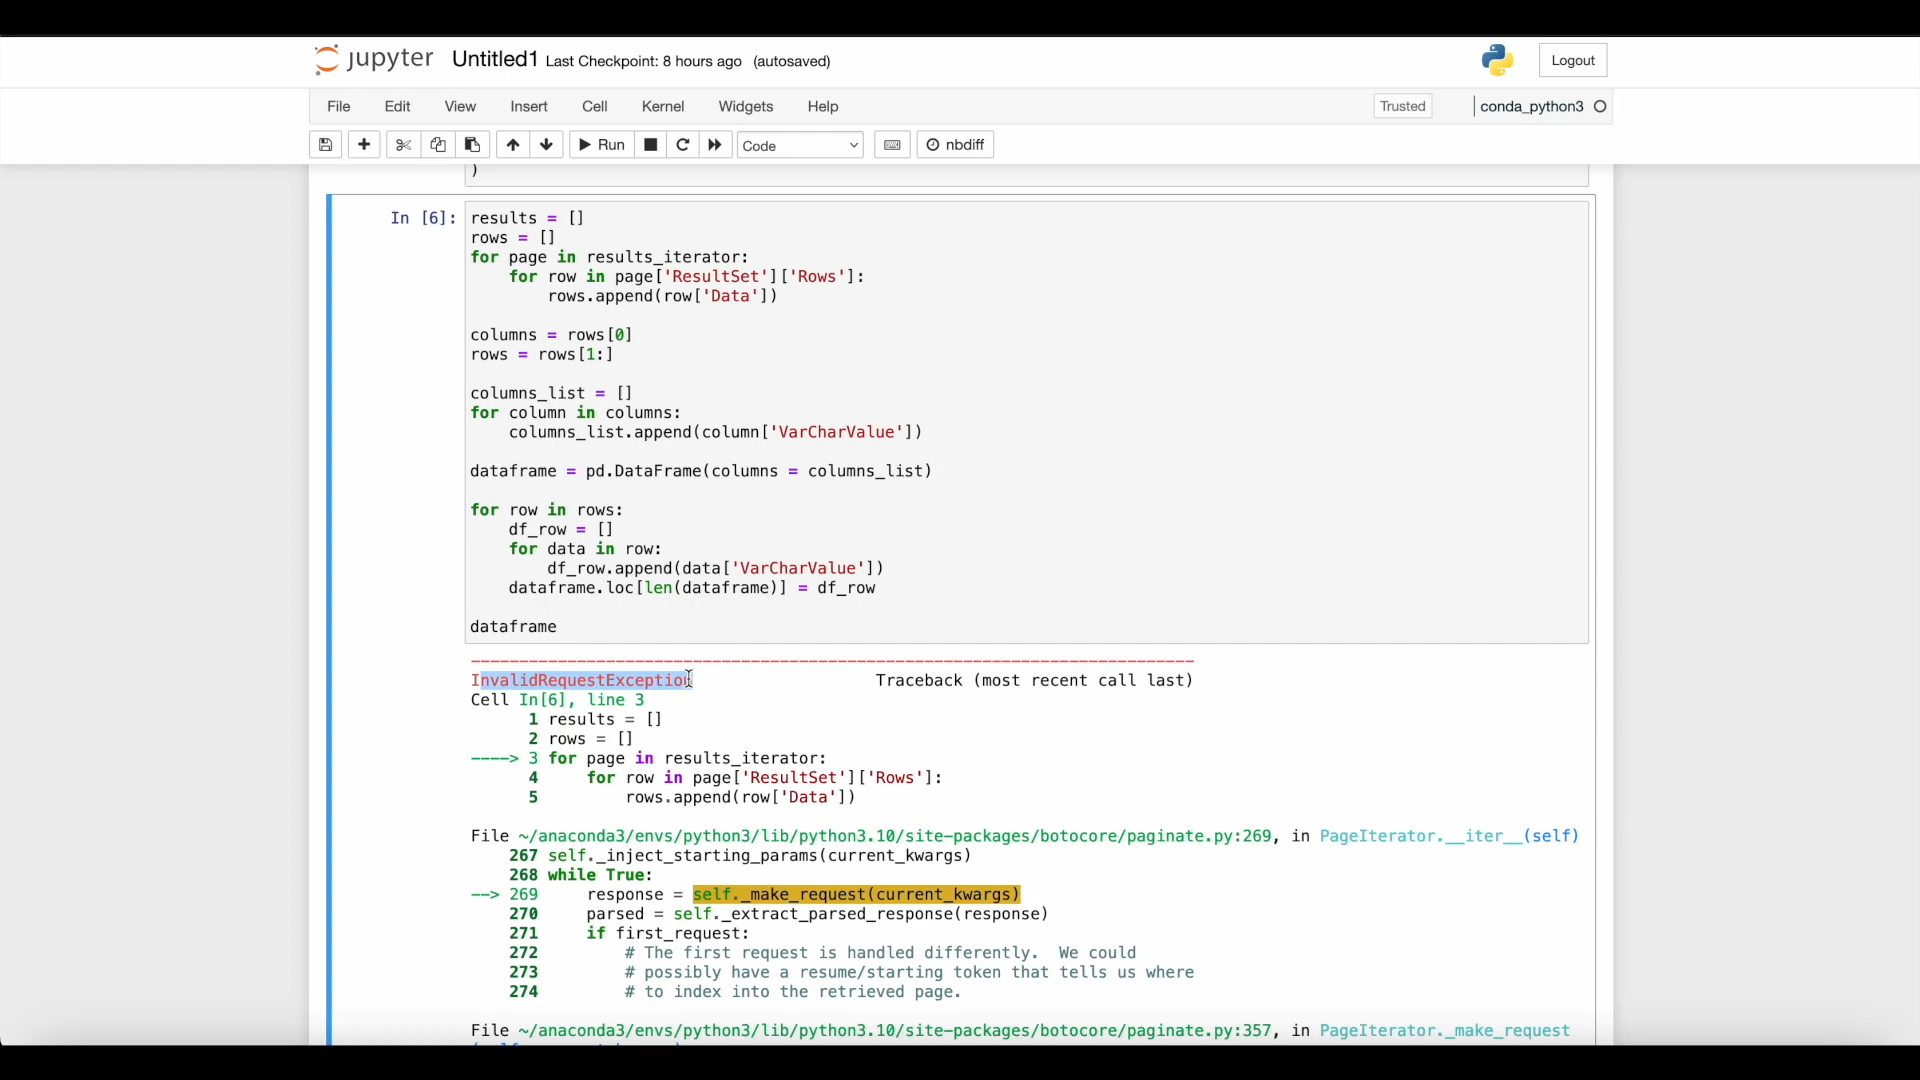 jupyter Untitled1 Last Checkpoint: 8 hours ago (autosaved) Logout
File Edit View Insert Cell Kernel Widgets Help Trusted conda_python3
Run Code nbdiff
)
In [6]: results = []
rows = []
for page in results_iterator:
    for row in page['ResultSet']['Rows']:
        rows.append(row['Data'])

columns = rows[0]
rows = rows[1:]

columns_list = []
for column in columns:
    columns_list.append(column['VarCharValue'])

dataframe = pd.DataFrame(columns = columns_list)

for row in rows:
    df_row = []
    for data in row:
        df_row.append(data['VarCharValue'])
    dataframe.loc[len(dataframe)] = df_row

dataframe
---------------------------------------------------------------------------
InvalidRequestException                   Traceback (most recent call last)
Cell In[6], line 3
      1 results = []
      2 rows = []
----> 3 for page in results_iterator:
      4     for row in page['ResultSet']['Rows']:
      5         rows.append(row['Data'])

File ~/anaconda3/envs/python3/lib/python3.10/site-packages/botocore/paginate.py:269, in PageIterator.__iter__(self)
    267 self._inject_starting_params(current_kwargs)
    268 while True:
--> 269     response = self._make_request(current_kwargs)
    270     parsed = self._extract_parsed_response(response)
    271     if first_request:
    272         # The first request is handled differently.  We could
    273         # possibly have a resume/starting token that tells us where
    274         # to index into the retrieved page.

File ~/anaconda3/envs/python3/lib/python3.10/site-packages/botocore/paginate.py:357, in PageIterator._make_request